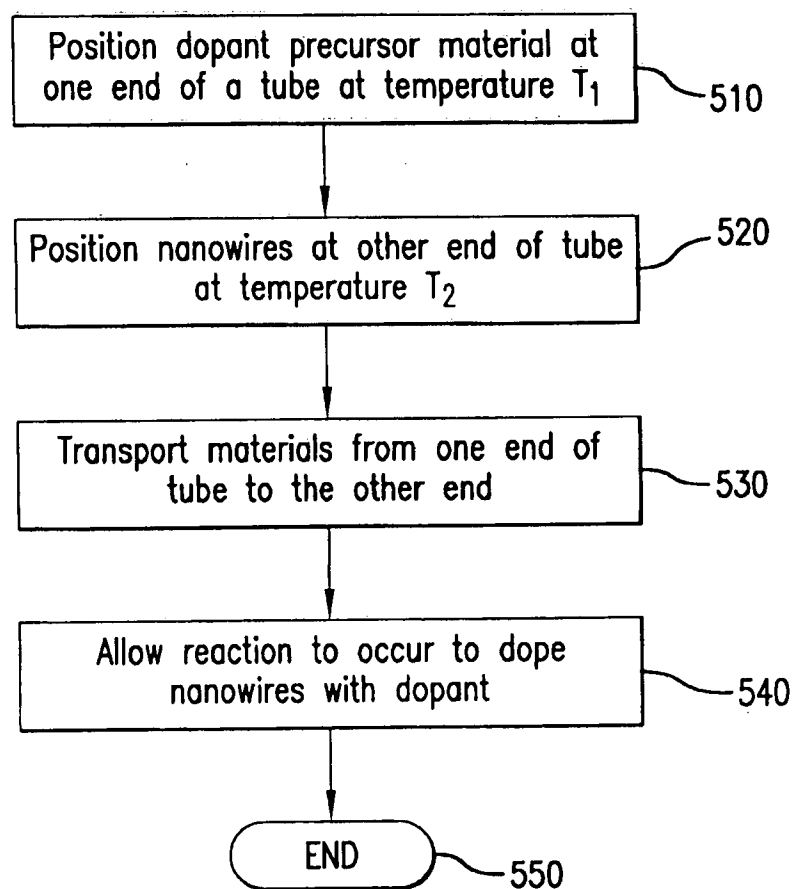 Position dopant precursor material at
one end of a tube at temperature T₁
510
Position nanowires at other end of tube
at temperature T₂
520
Transport materials from one end of
tube to the other end
530
Allow reaction to occur to dope
nanowires with dopant
540
END
550